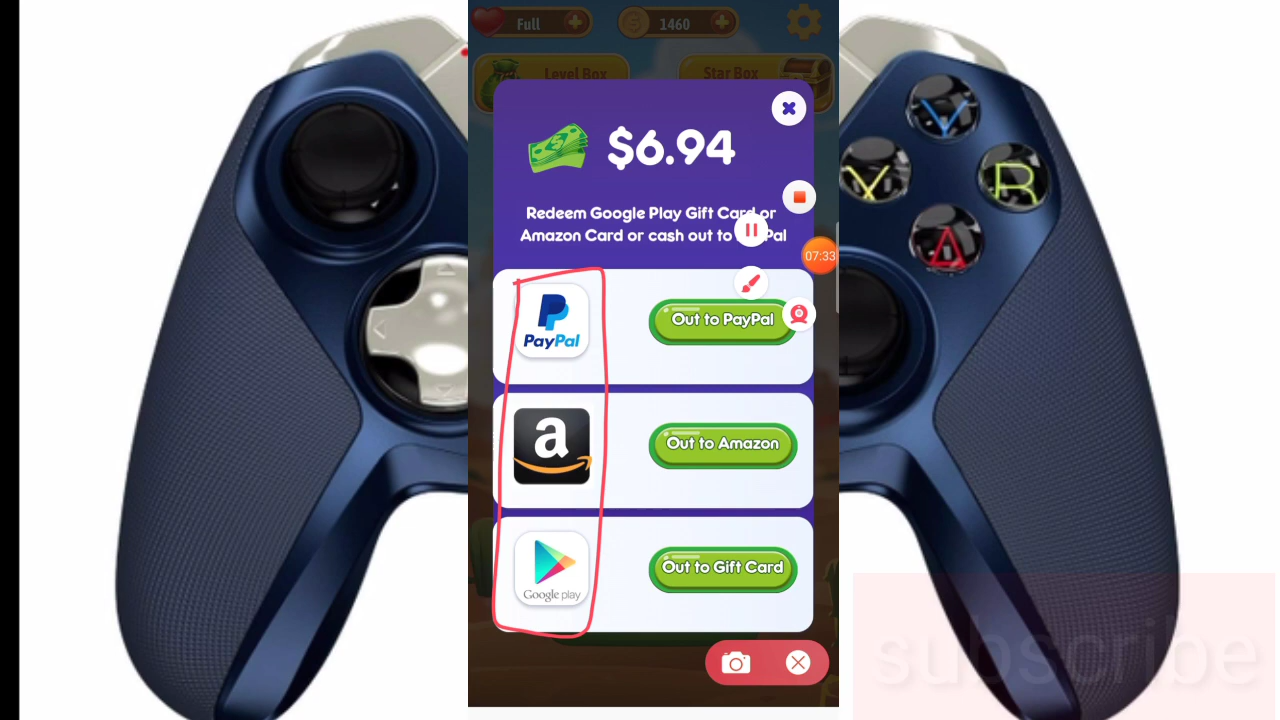 Full
1460
Level Box
Star Box
$6.94
Redeem Google Play Gift Card or
Amazon Card or cash out to Pal
07:33
PayPal
Out to PayPal
a
Out to Amazon
Google play
Out to Gift Card
Y
Y
R
A
subscribe